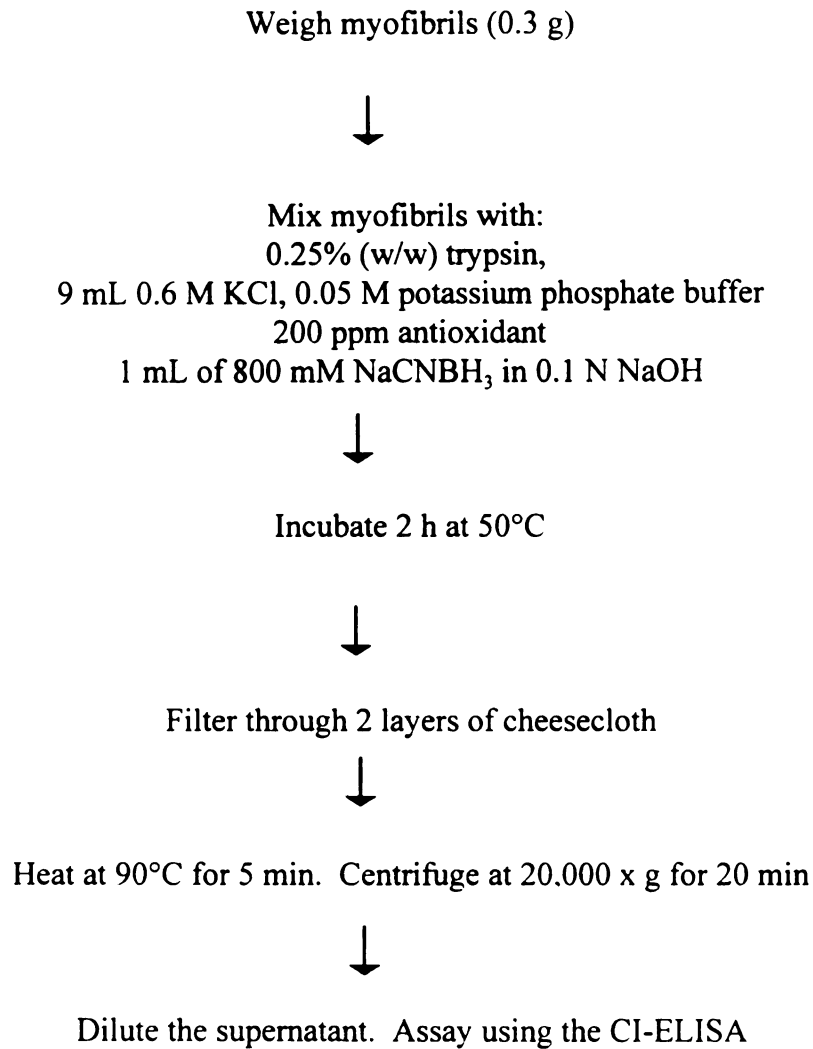 Weigh myofibrils (0.3 g)
Mix myofibrils with:
0.25% (w/w) trypsin,
9 mL 0.6 M KCl, 0.05 M potassium phosphate buffer
200 ppm antioxidant
1 mL of 800 mM NaCNBH₃ in 0.1 N NaOH
Incubate 2 h at 50°C
Filter through 2 layers of cheesecloth
Heat at 90°C for 5 min. Centrifuge at 20.000 x g for 20 min
Dilute the supernatant. Assay using the CI-ELISA